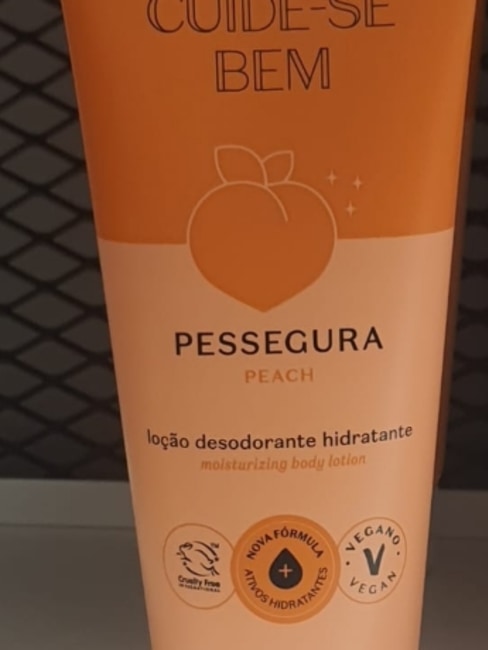 CUIDE-SE
BEM
PESSEGURA
PEACH
loção desodorante hidratante
moisturizing body lotion
Cruelty Free
INTERNATIONAL
NOVA FÓRMULA
ATIVOS HIDRATANTES
VEGANO
V
VEGAN